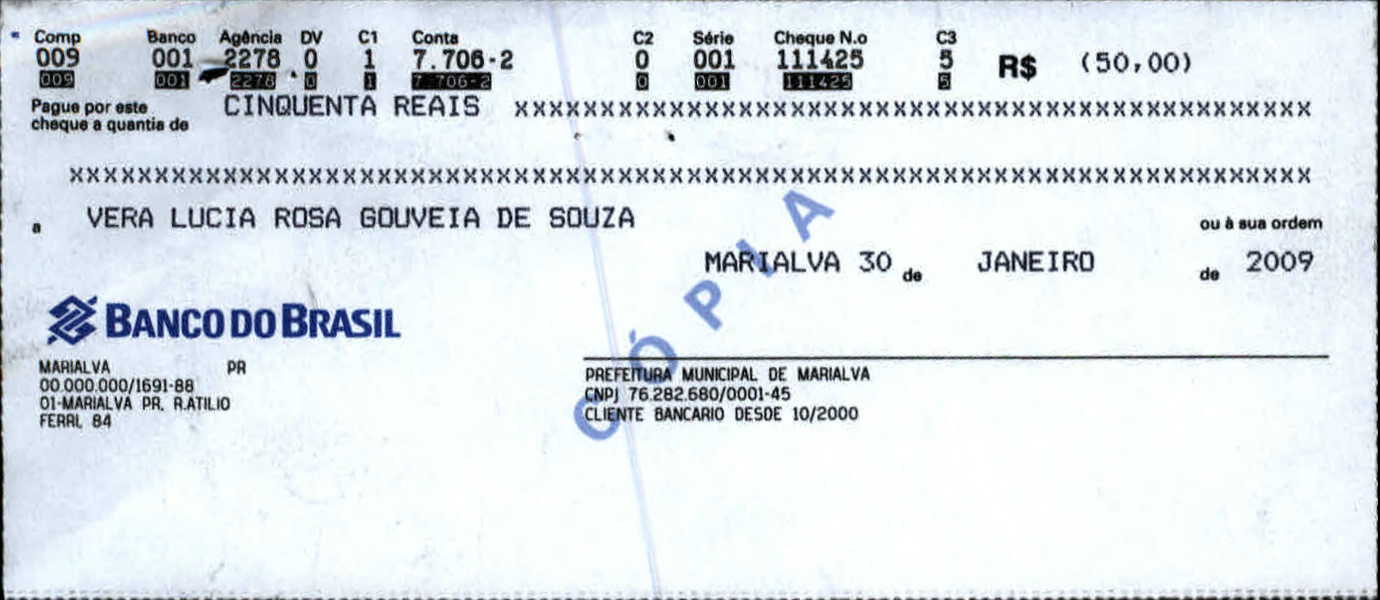 Comp Banco Agência DV C1 Conta C2 Série Cheque N.o C3
009 001 2278 0 1 7.706-2 0 001 111425 5 R$ (50,00)
009 001 2278 0 1 7.706-2 0 001 111425 5
Pague por este cheque a quantia de CINQUENTA REAIS XXXXXXXXXXXXXXXXXXXXXXXXXXXXXXXXXXXXXXXXXXXXXXXXX
XXXXXXXXXXXXXXXXXXXXXXXXXXXXXXXXXXXXXXXXXXXXXXXXXXXXXXXXXXXXXXXXXXXXXXXXXX
a VERA LUCIA ROSA GOUVEIA DE SOUZA ou à sua ordem
MARIALVA 30 de JANEIRO de 2009
CÓPIA
BANCO DO BRASIL
MARIALVA PR
00.000.000/1691-88
01-MARIALVA PR. R.ATILIO
FERRI, 84
PREFEITURA MUNICIPAL DE MARIALVA
CNPJ 76.282.680/0001-45
CLIENTE BANCARIO DESDE 10/2000